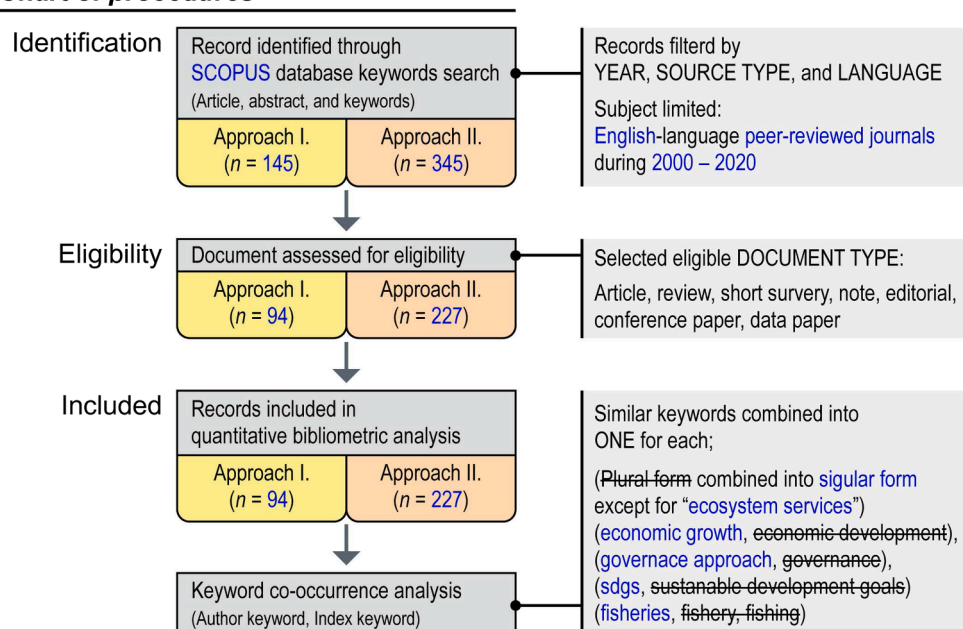 chart of procedures
Identification
Record identified through
SCOPUS database keywords search
(Article, abstract, and keywords)
Approach I.
(n = 145)
Approach II.
(n = 345)
Records filterd by
YEAR, SOURCE TYPE, and LANGUAGE
Subject limited:
English-language peer-reviewed journals
during 2000 – 2020
Eligibility
Document assessed for eligibility
Approach I.
(n = 94)
Approach II.
(n = 227)
Selected eligible DOCUMENT TYPE:
Article, review, short survery, note, editorial,
conference paper, data paper
Included
Records included in
quantitative bibliometric analysis
Approach I.
(n = 94)
Approach II.
(n = 227)
Similar keywords combined into
ONE for each;
(Plural form combined into sigular form
except for “ecosystem services”)
(economic growth, economic development),
(governace approach, governance),
(sdgs, sustanable development goals)
(fisheries, fishery, fishing)
Keyword co-occurrence analysis
(Author keyword, Index keyword)